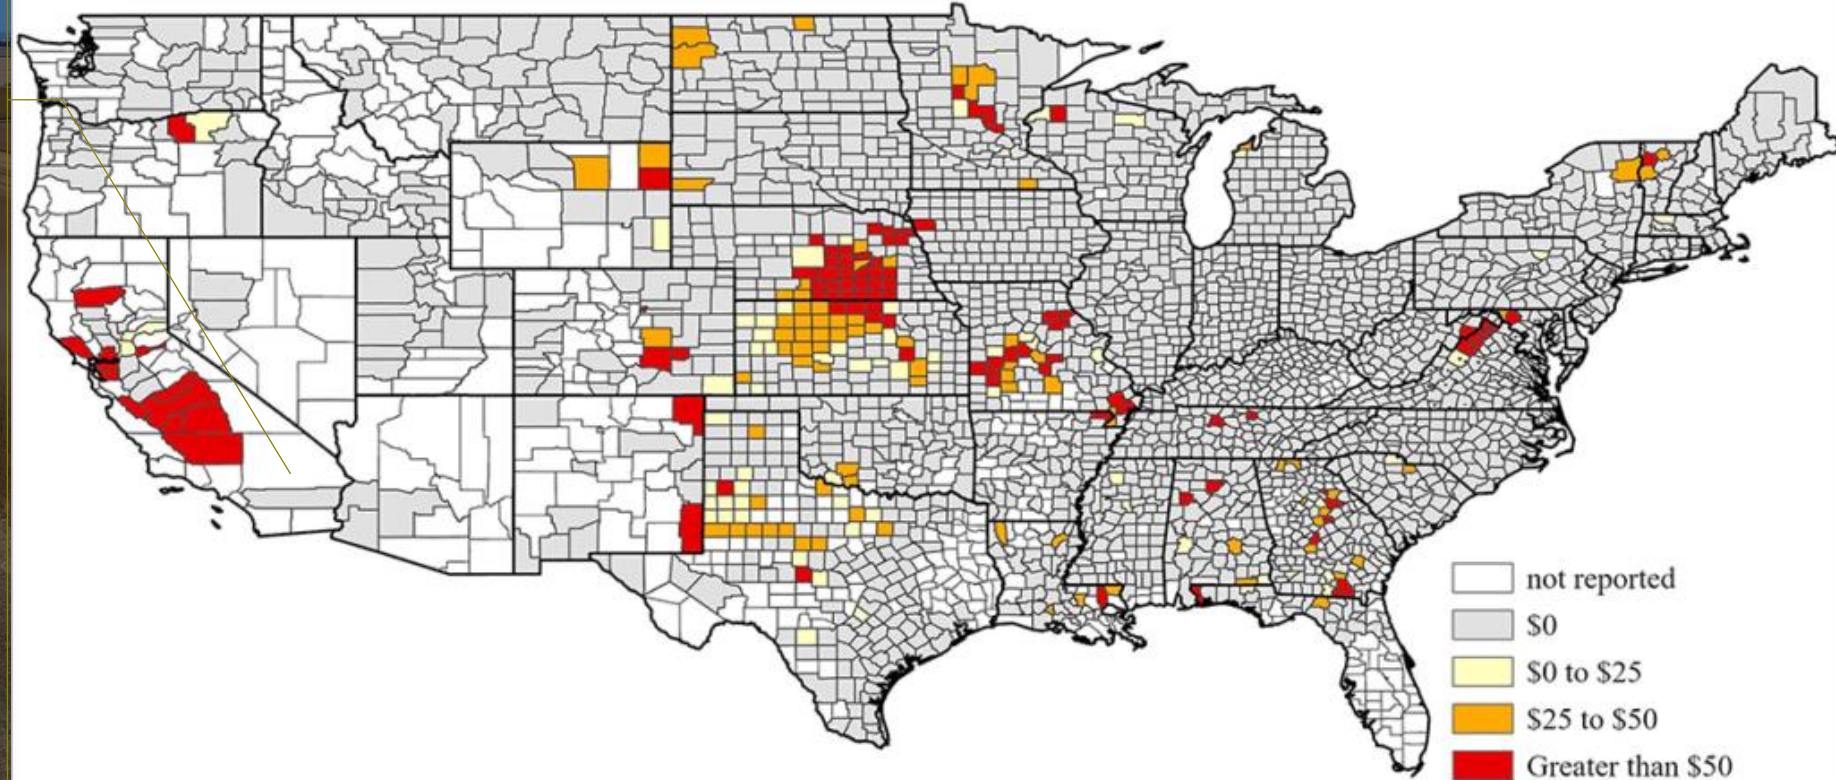 not reported
$0
$0 to $25
$25 to $50
Greater than $50